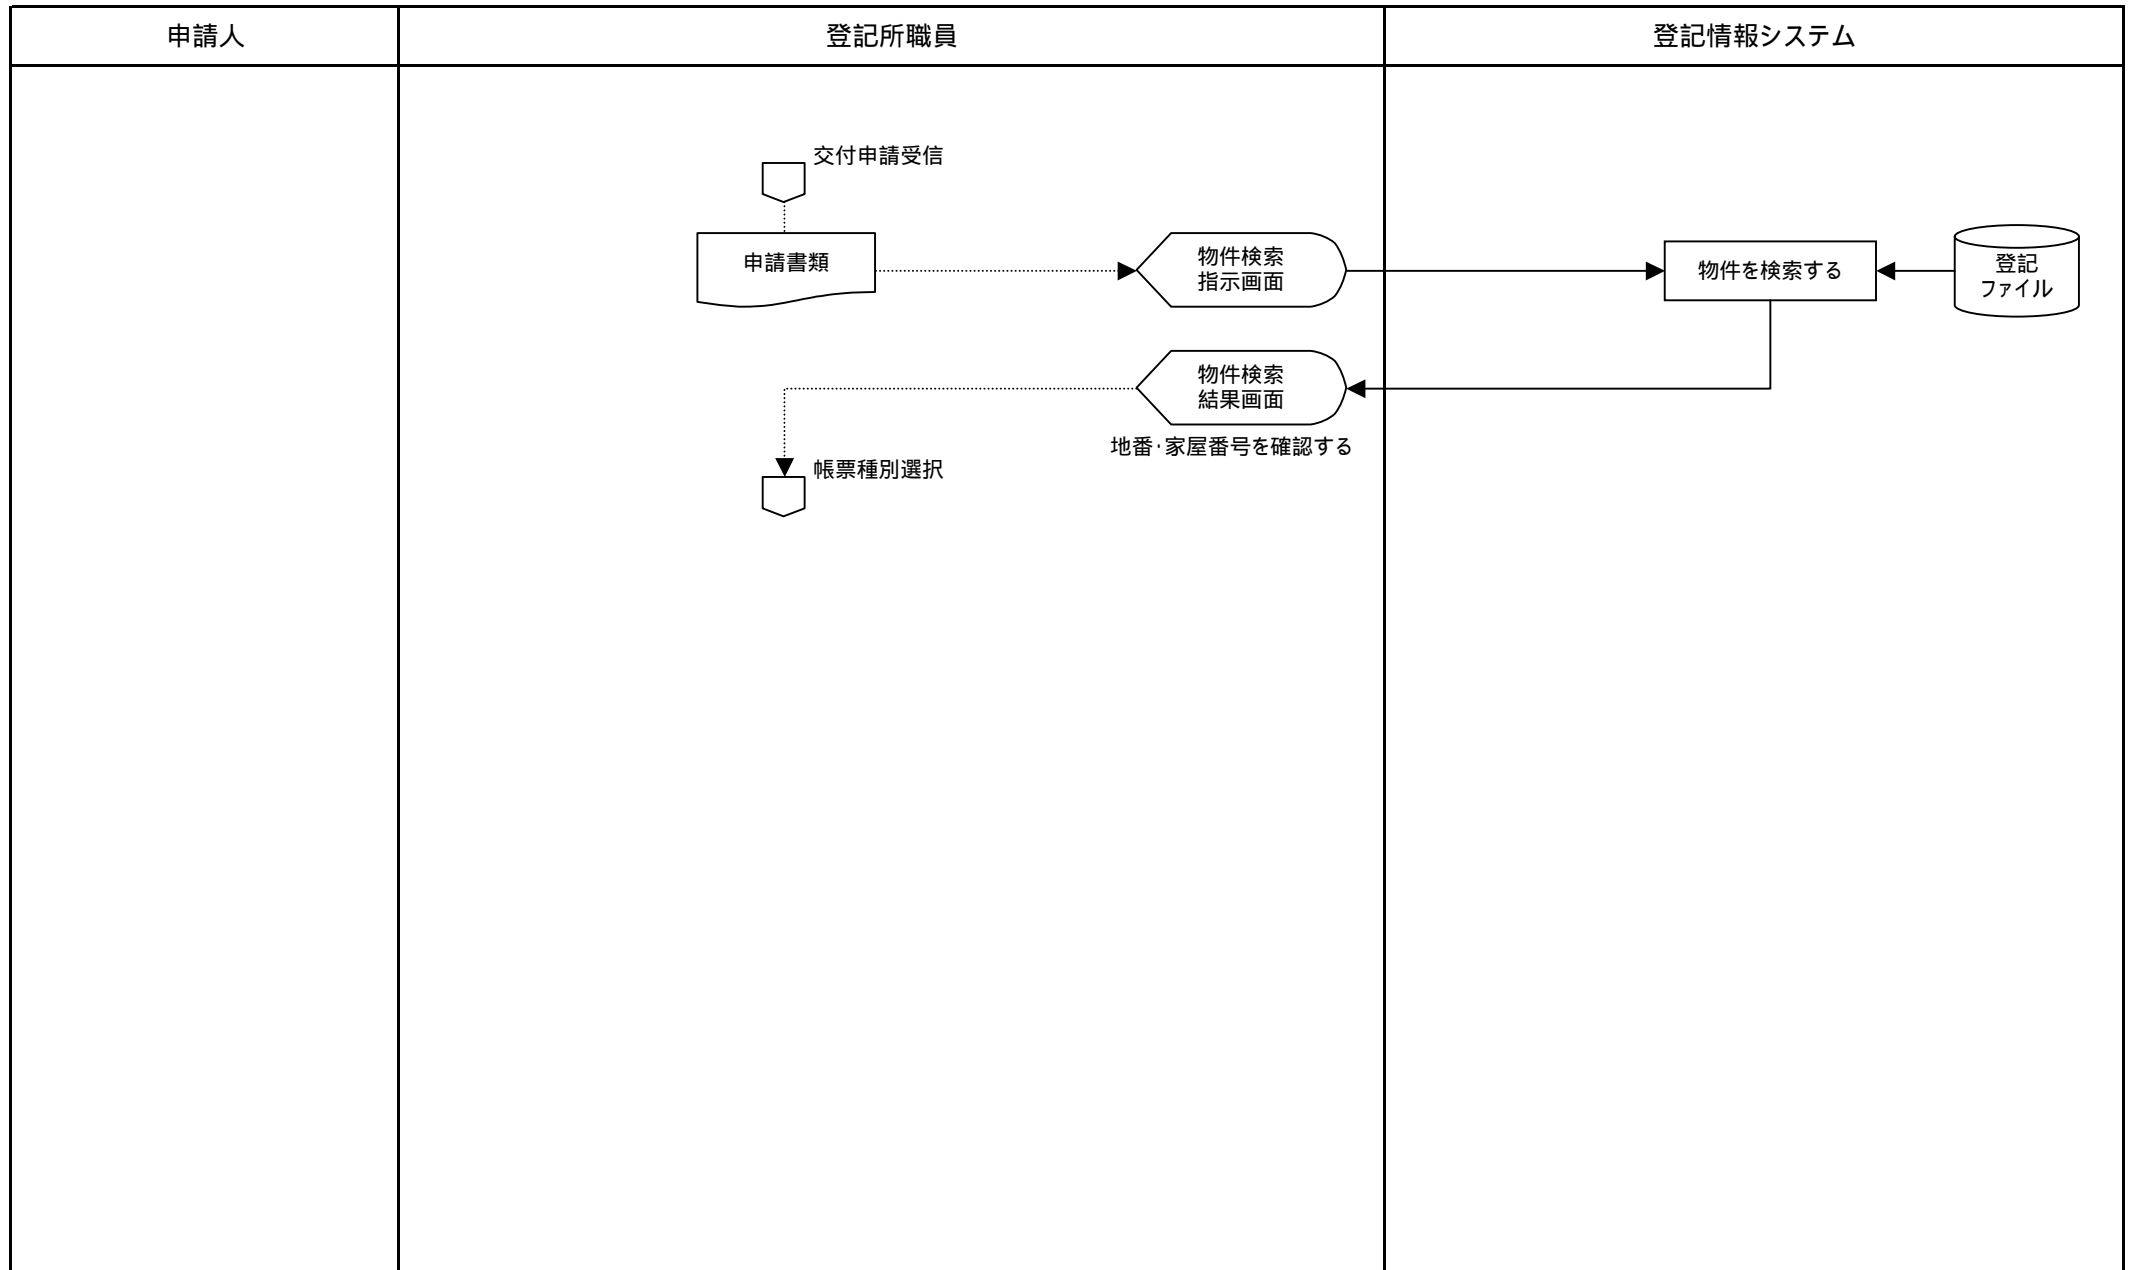 申請人
登記所職員
登記情報システム
交付申請受信
申請書類
物件検索
指示画面
物件を検索する
登記
ファイル
物件検索
結果画面
地番·家屋番号を確認する
帳票種別選択